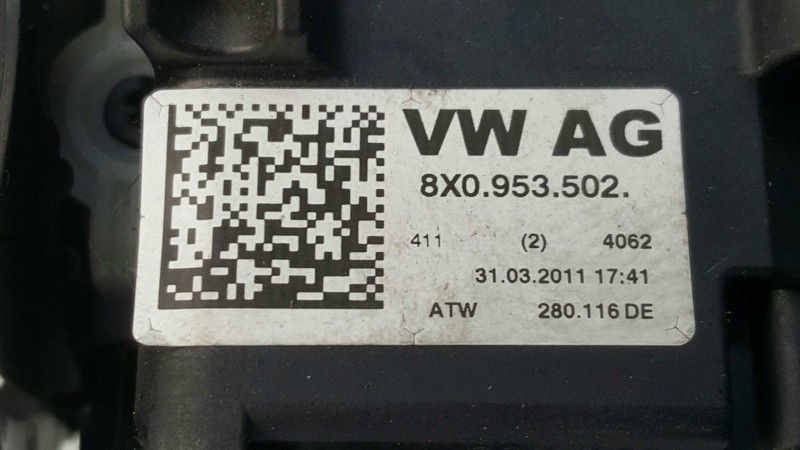 VW AG
8X0.953.502.
411 (2) 4062
31.03.2011 17:41
ATW 280.116 DE